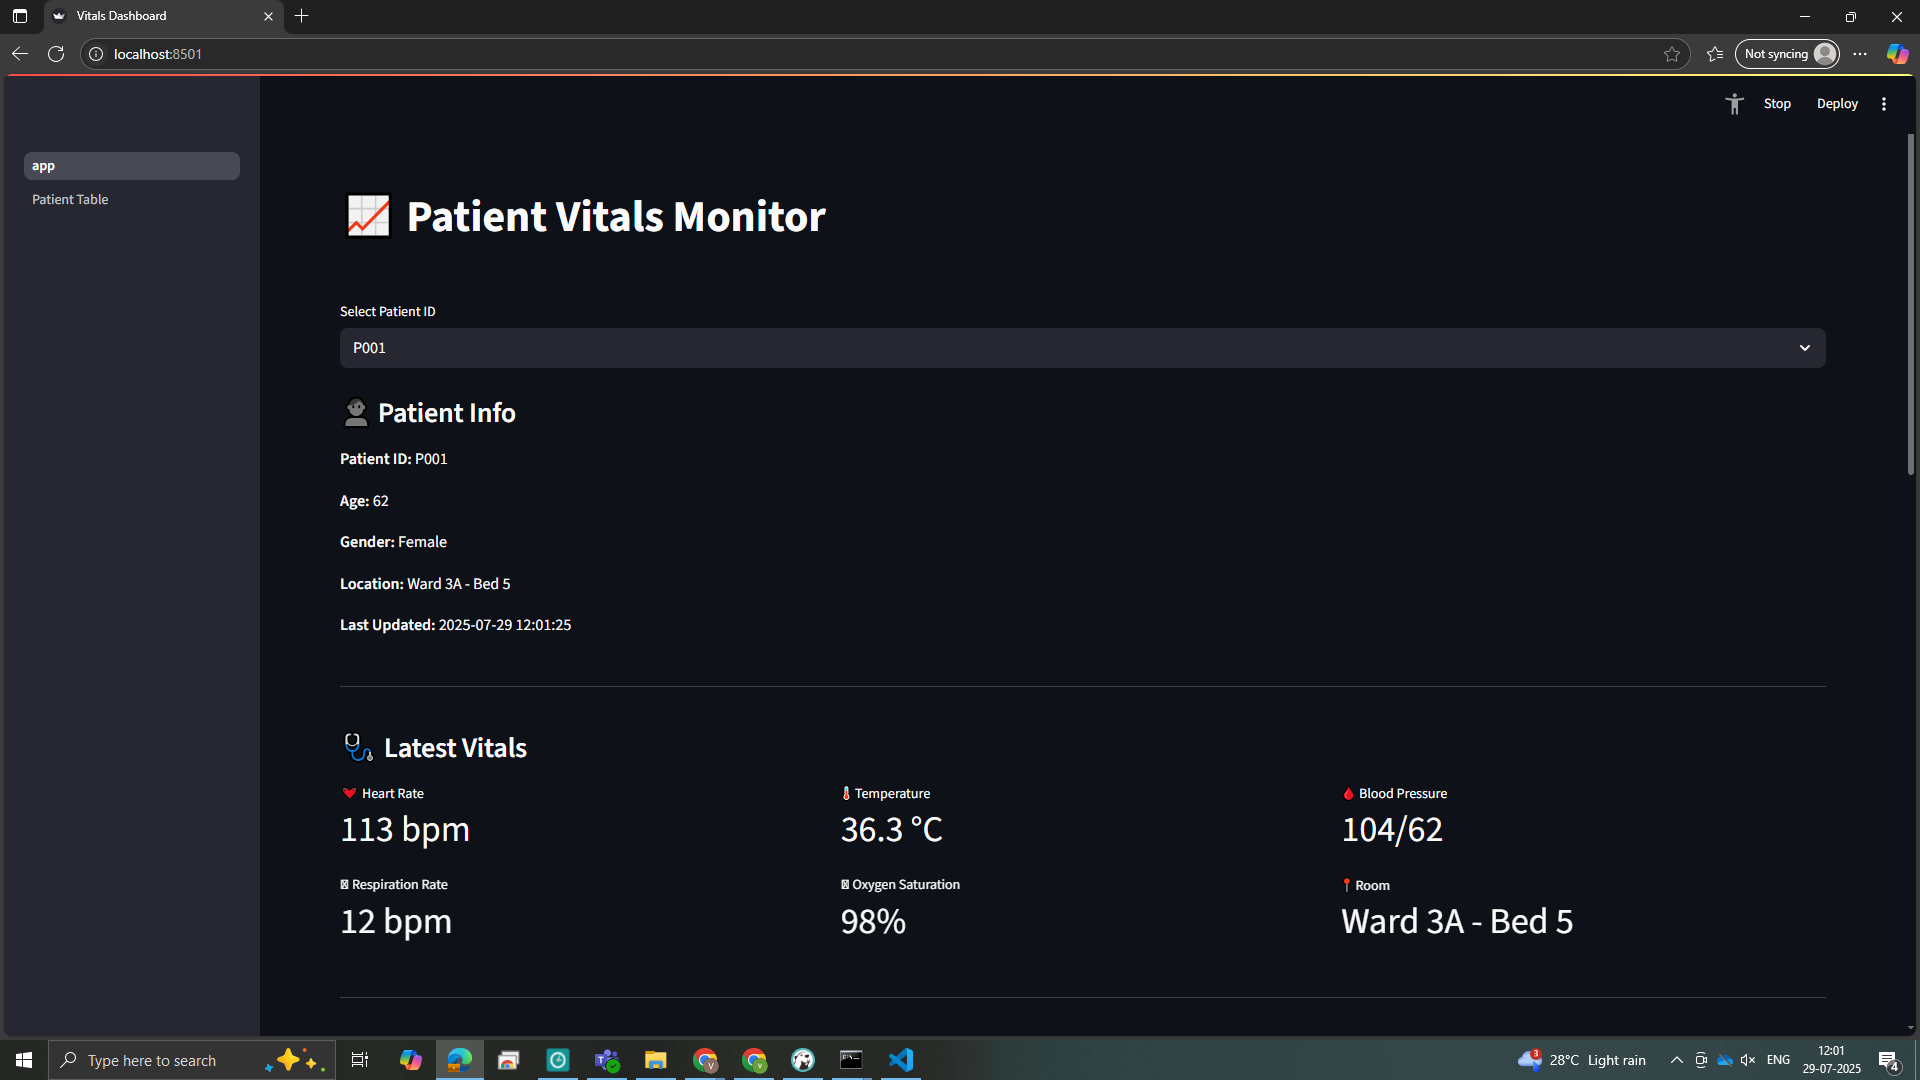 Vitals Dashboard
localhost:8501
Not syncing
Stop
Deploy
app
Patient Table
Patient Vitals Monitor
Select Patient ID
P001
Patient Info
Patient ID: P001
Age: 62
Gender: Female
Location: Ward 3A - Bed 5
Last Updated: 2025-07-29 12:01:25
Latest Vitals
Heart Rate
113 bpm
Temperature
36.3 °C
Blood Pressure
104/62
Respiration Rate
12 bpm
Oxygen Saturation
98%
Room
Ward 3A - Bed 5
Type here to search
3
28°C Light rain
ENG
12:01
29-07-2025
4